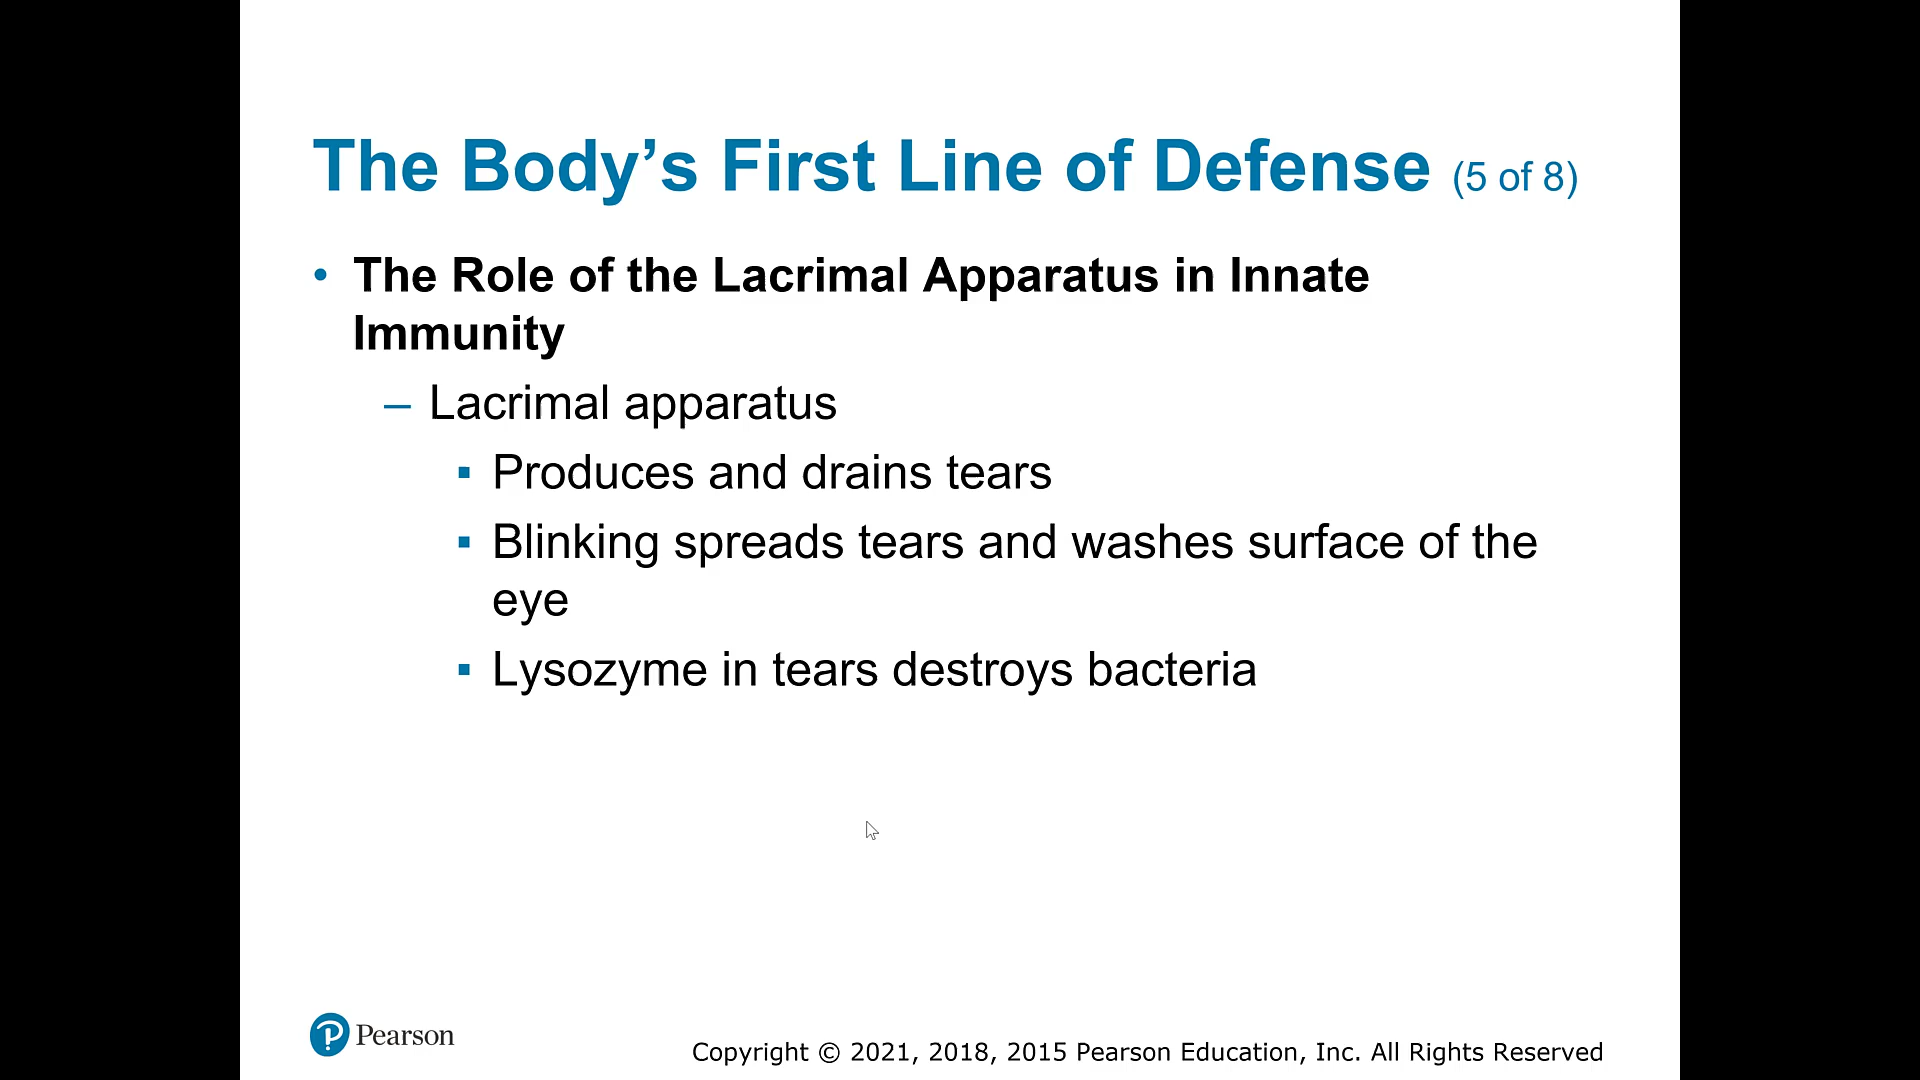 The Body’s First Line of Defense (5 of 8)
• The Role of the Lacrimal Apparatus in Innate
Immunity
– Lacrimal apparatus
▪ Produces and drains tears
▪ Blinking spreads tears and washes surface of the
eye
▪ Lysozyme in tears destroys bacteria
Pearson
Copyright © 2021, 2018, 2015 Pearson Education, Inc. All Rights Reserved